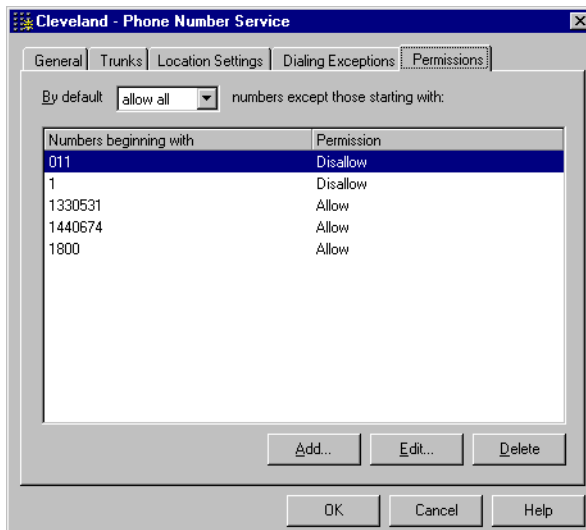 Cleveland - Phone Number Service
General Trunks Location Settings Dialing Exceptions Permissions
By default allow all numbers except those starting with:
Numbers beginning with Permission
011 Disallow
1 Disallow
1330531 Allow
1440674 Allow
1800 Allow
Add... Edit... Delete
OK Cancel Help